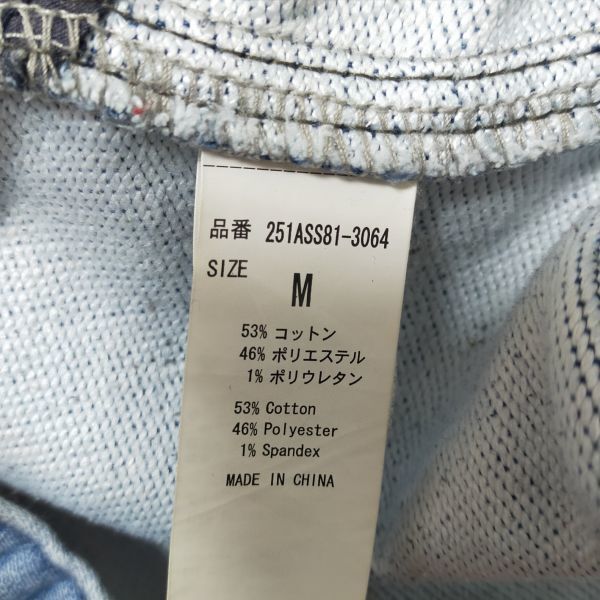 品番 251ASS81-3064
SIZE M
53% コットン
46% ポリエステル
1% ポリウレタン
53% Cotton
46% Polyester
1% Spandex
MADE IN CHINA